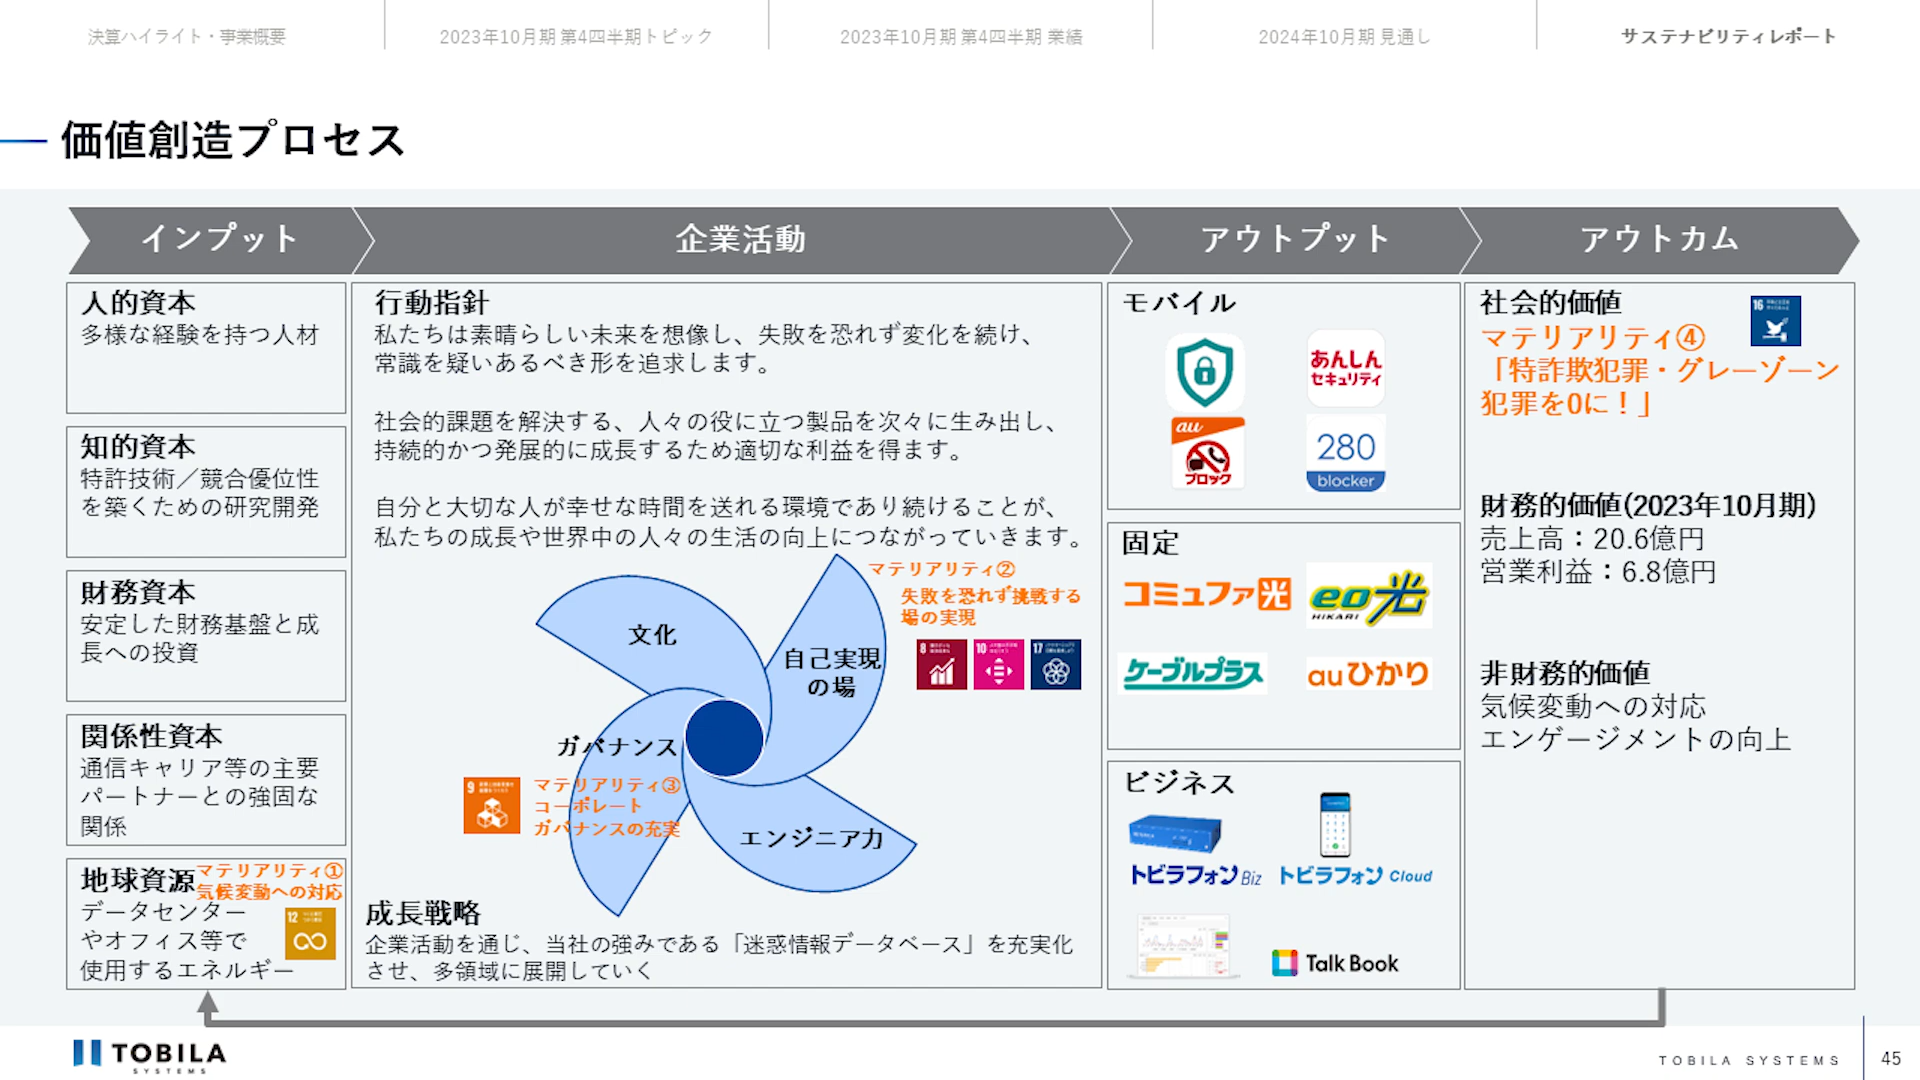 決算ハイライト・事業概要
2023年10月期 第4四半期トピック
2023年10月期 第4四半期 業績
2024年10月期 見通し
サステナビリティレポート
価値創造プロセス
インプット
企業活動
アウトプット
アウトカム
人的資本
多様な経験を持つ人材
知的資本
特許技術／競合優位性
を築くための研究開発
財務資本
安定した財務基盤と成
長への投資
関係性資本
通信キャリア等の主要
パートナーとの強固な
関係
地球資源
マテリアリティ①
気候変動への対応
データセンター
やオフィス等で
使用するエネルギー
12
行動指針
私たちは素晴らしい未来を想像し、失敗を恐れず変化を続け、
常識を疑いあるべき形を追求します。
社会的課題を解決する、人々の役に立つ製品を次々に生み出し、
持続的かつ発展的に成長するため適切な利益を得ます。
自分と大切な人が幸せな時間を送れる環境であり続けることが、
私たちの成長や世界中の人々の生活の向上につながっていきます。
マテリアリティ②
失敗を恐れず挑戦する
場の実現
8
10
17
文化
自己実現
の場
ガバナンス
エンジニア力
9
マテリアリティ③
コーポレート
ガバナンスの充実
成長戦略
企業活動を通じ、当社の強みである「迷惑情報データベース」を充実化
させ、多領域に展開していく
モバイル
あんしん
セキュリティ
au
ブロック
280
blocker
固定
コミュファ光
eo光
HIKARI
ケーブルプラス
auひかり
ビジネス
トビラフォン Biz
トビラフォン Cloud
Talk Book
社会的価値
16
マテリアリティ④
「特詐欺犯罪・グレーゾーン
犯罪を0に！」
財務的価値(2023年10月期)
売上高：20.6億円
営業利益：6.8億円
非財務的価値
気候変動への対応
エンゲージメントの向上
TOBILA
SYSTEMS
TOBILA SYSTEMS
45